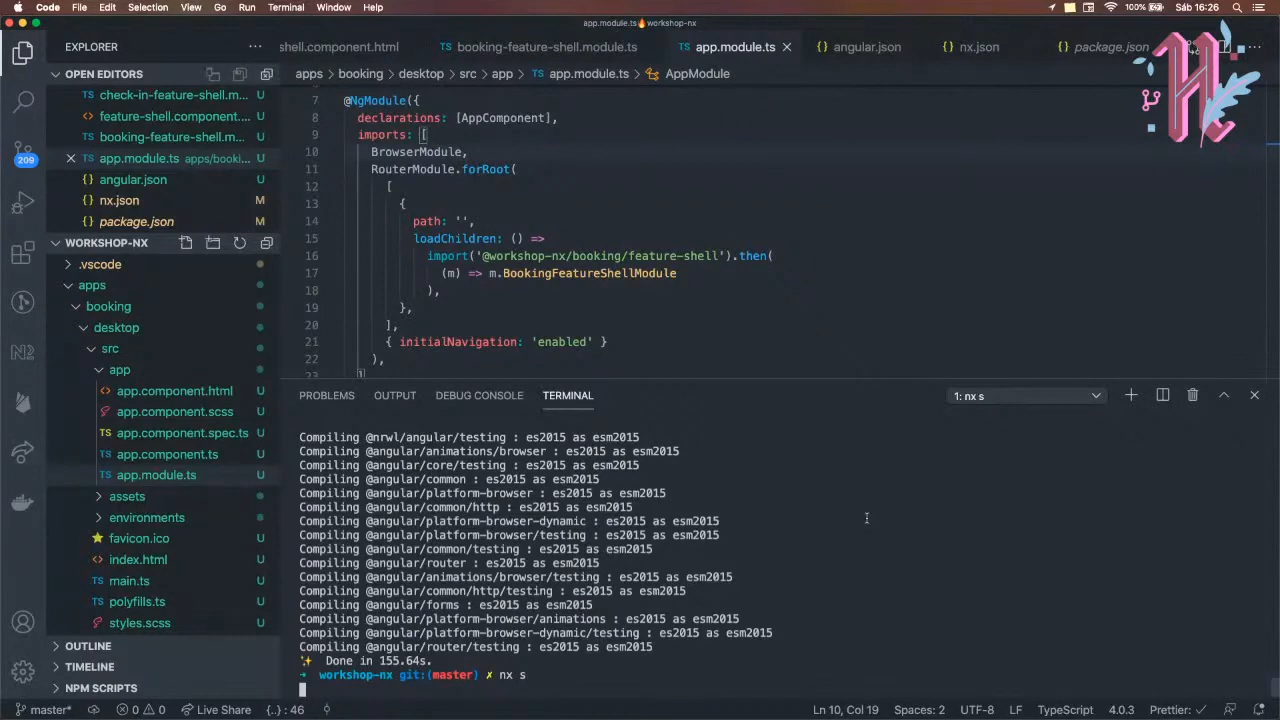 Code File Edit Selection View Go Run Terminal Window Help 100% Sáb 16:26
app.module.ts🔥workshop-nx
EXPLORER
shell.component.html booking-feature-shell.module.ts app.module.ts angular.json nx.json package.json
OPEN EDITORS
apps > booking > desktop > src > app > TS app.module.ts > AppModule
check-in-feature-shell.m... U
feature-shell.component.... U
booking-feature-shell.m... U
app.module.ts apps/booki... U
angular.json U
nx.json M
package.json M
WORKSHOP-NX
.vscode
apps
booking
desktop
src
app
app.component.html U
app.component.scss U
app.component.spec.ts U
app.component.ts U
app.module.ts U
assets
environments
favicon.ico U
index.html U
main.ts U
polyfills.ts U
styles.scss U
OUTLINE
TIMELINE
NPM SCRIPTS
209
7 @NgModule({
8 declarations: [AppComponent],
9 imports: [
10 BrowserModule,
11 RouterModule.forRoot(
12 [
13 {
14 path: '',
15 loadChildren: () =>
16 import('@workshop-nx/booking/feature-shell').then(
17 (m) => m.BookingFeatureShellModule
18 ),
19 },
20 ],
21 { initialNavigation: 'enabled' }
22 ),
23 ]
PROBLEMS OUTPUT DEBUG CONSOLE TERMINAL 1: nx s
Compiling @nrwl/angular/testing : es2015 as esm2015
Compiling @angular/animations/browser : es2015 as esm2015
Compiling @angular/core/testing : es2015 as esm2015
Compiling @angular/common : es2015 as esm2015
Compiling @angular/platform-browser : es2015 as esm2015
Compiling @angular/common/http : es2015 as esm2015
Compiling @angular/platform-browser-dynamic : es2015 as esm2015
Compiling @angular/platform-browser/testing : es2015 as esm2015
Compiling @angular/common/testing : es2015 as esm2015
Compiling @angular/router : es2015 as esm2015
Compiling @angular/animations/browser/testing : es2015 as esm2015
Compiling @angular/common/http/testing : es2015 as esm2015
Compiling @angular/forms : es2015 as esm2015
Compiling @angular/platform-browser/animations : es2015 as esm2015
Compiling @angular/platform-browser-dynamic/testing : es2015 as esm2015
Compiling @angular/router/testing : es2015 as esm2015
✨ Done in 155.64s.
→ workshop-nx git:(master) ✗ nx s
master* 0 0 Live Share {..} : 46 Ln 10, Col 19 Spaces: 2 UTF-8 LF TypeScript 4.0.3 Prettier: ✓